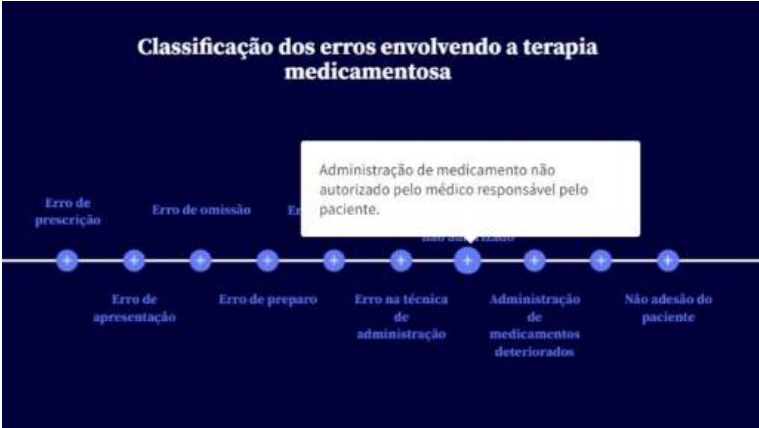 Classificação dos erros envolvendo a terapia
medicamentosa
Administração de medicamento não
autorizado pelo médico responsável pelo
paciente.
Erro de
prescrição
Erro de omissão
não autorizado
Erro de
apresentação
Erro de preparo
Erro na técnica
de
administração
Administração
de
medicamentos
deteriorados
Não adesão do
paciente